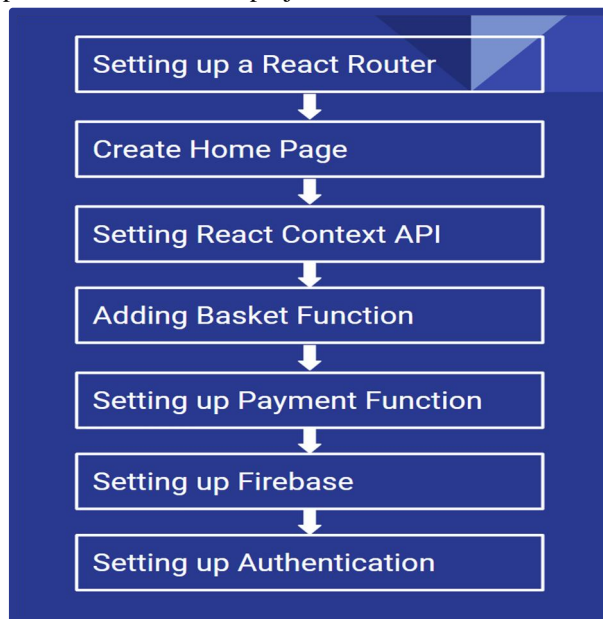 Setting up a React Router
Create Home Page
Setting React Context API
Adding Basket Function
Setting up Payment Function
Setting up Firebase
Setting up Authentication